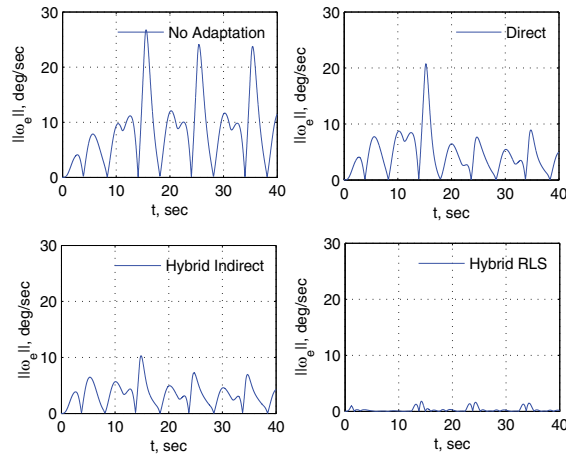 No Adaptation
||ω_e||, deg/sec
30
20
10
0
0 10 20 30 40
t, sec
Direct
||ω_e||, deg/sec
30
20
10
0
0 10 20 30 40
t, sec
Hybrid Indirect
||ω_e||, deg/sec
30
20
10
0
0 10 20 30 40
t, sec
Hybrid RLS
||ω_e||, deg/sec
30
20
10
0
0 10 20 30 40
t, sec